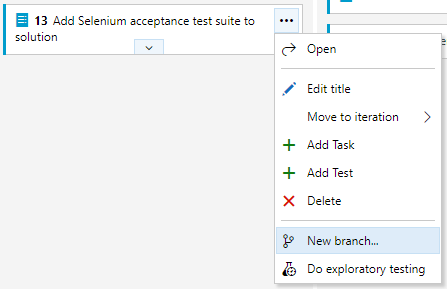 13 Add Selenium acceptance test suite to
solution
Open
Edit title
Move to iteration
Add Task
Add Test
Delete
New branch...
Do exploratory testing